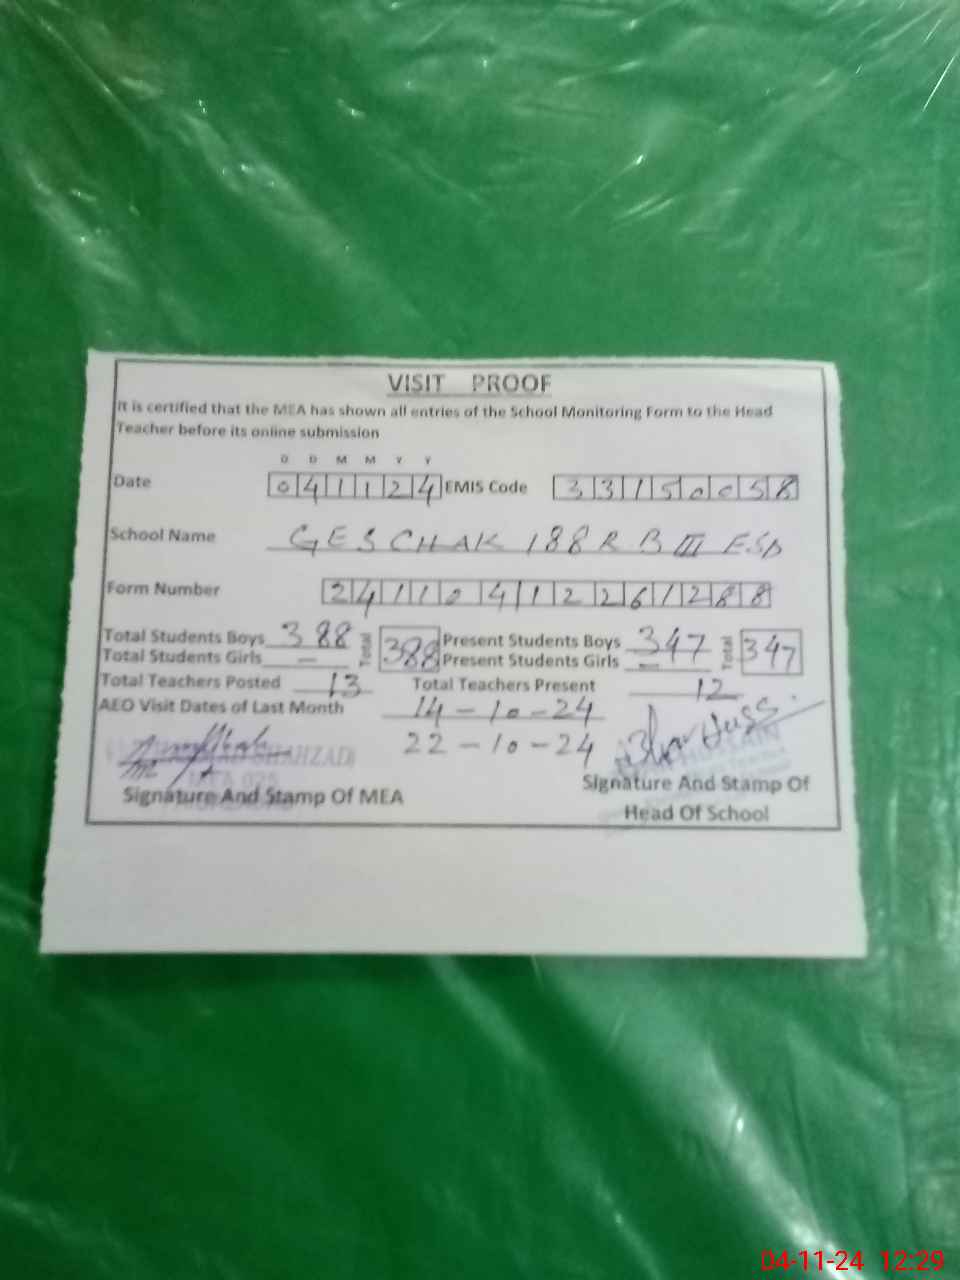 VISIT PROOF
It is certified that the MEA has shown all entries of the School Monitoring Form to the Head
Teacher before its online submission
D D M M Y Y
Date 041124 EMIS Code 33150058
School Name GES CHAK 188 R B III FSD
Form Number 241104122261288
Total Students Boys 388 Total 388 Present Students Boys 347 Total 347
Total Students Girls — Present Students Girls —
Total Teachers Posted 13 Total Teachers Present 12
AEO Visit Dates of Last Month 14-10-24
22-10-24
SHAHZAD
HUSSAIN
Signature And Stamp Of MEA
Signature And Stamp Of
Head Of School
04-11-24 12:29